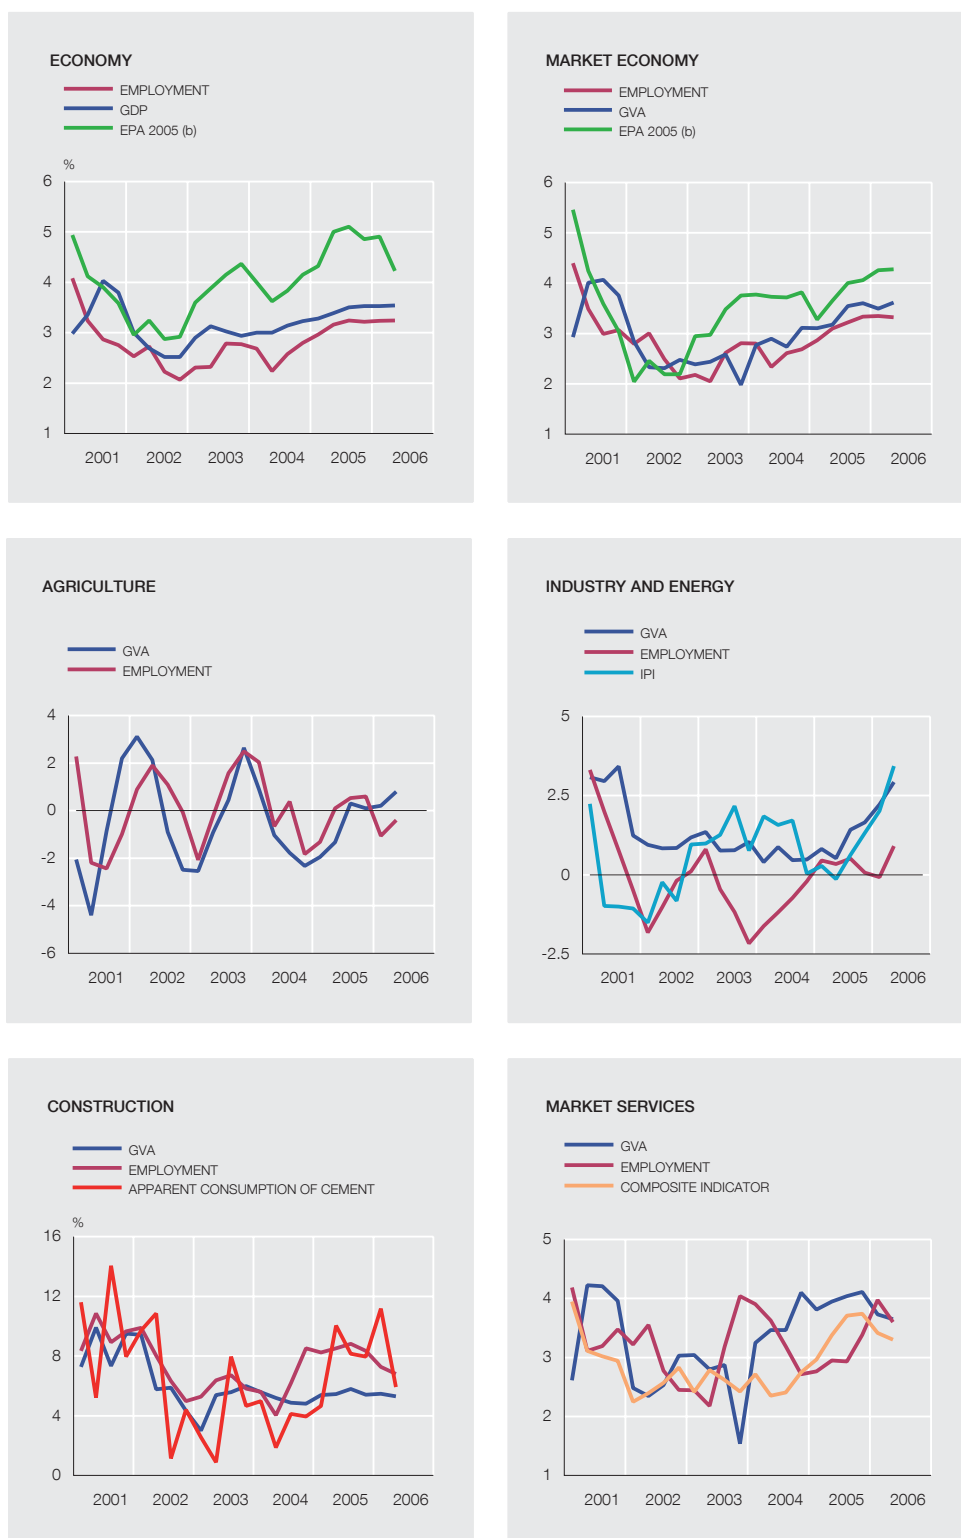 ECONOMY
EMPLOYMENT
GDP
EPA 2005 (b)
%
6
5
4
3
2
1
2001 2002 2003 2004 2005 2006
MARKET ECONOMY
EMPLOYMENT
GVA
EPA 2005 (b)
6
5
4
3
2
1
2001 2002 2003 2004 2005 2006
AGRICULTURE
GVA
EMPLOYMENT
4
2
0
-2
-4
-6
2001 2002 2003 2004 2005 2006
INDUSTRY AND ENERGY
GVA
EMPLOYMENT
IPI
5
2.5
0
-2.5
2001 2002 2003 2004 2005 2006
CONSTRUCTION
GVA
EMPLOYMENT
APPARENT CONSUMPTION OF CEMENT
%
16
12
8
4
0
2001 2002 2003 2004 2005 2006
MARKET SERVICES
GVA
EMPLOYMENT
COMPOSITE INDICATOR
5
4
3
2
1
2001 2002 2003 2004 2005 2006